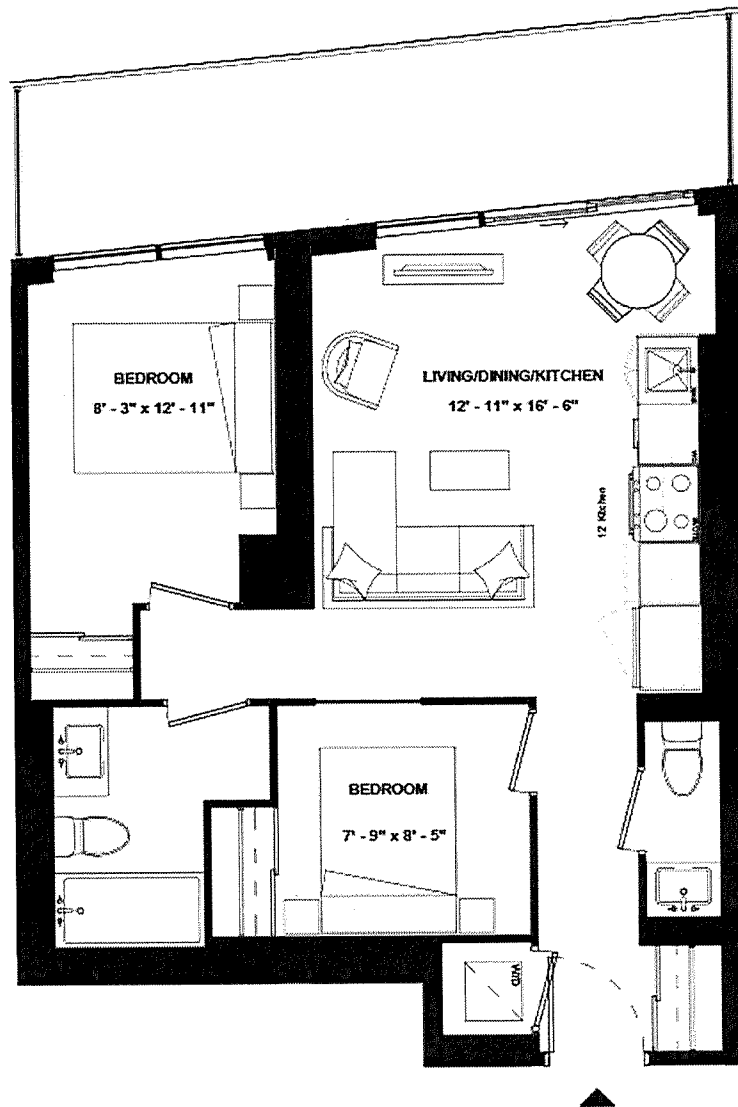 BEDROOM
8' - 3" x 12' - 11"
LIVING/DINING/KITCHEN
12' - 11" x 16' - 6"
12 Kitchen
BEDROOM
7' - 9" x 8' - 5"
W/D